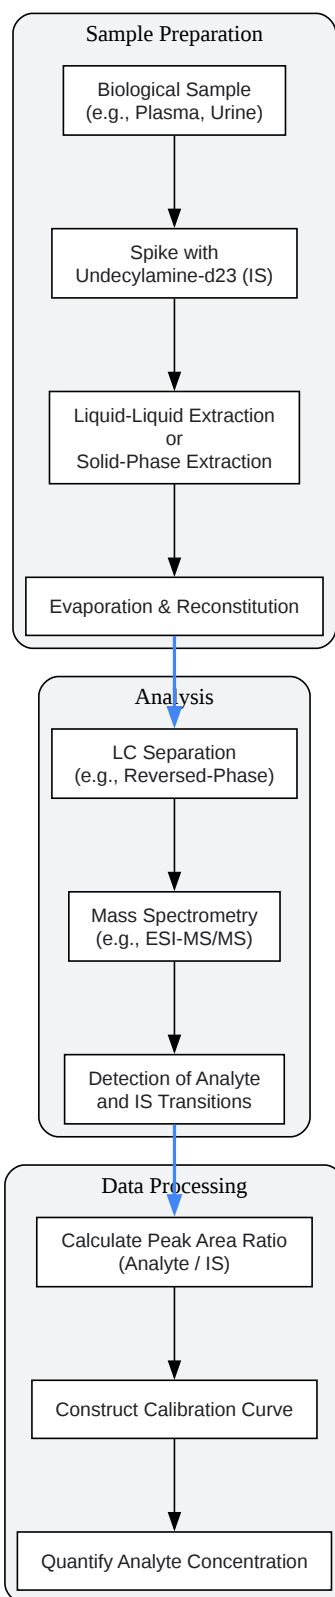 Sample Preparation
Biological Sample
(e.g., Plasma, Urine)
Spike with
Undecylamine-d23 (IS)
Liquid-Liquid Extraction
or
Solid-Phase Extraction
Evaporation & Reconstitution
Analysis
LC Separation
(e.g., Reversed-Phase)
Mass Spectrometry
(e.g., ESI-MS/MS)
Detection of Analyte
and IS Transitions
Data Processing
Calculate Peak Area Ratio
(Analyte / IS)
Construct Calibration Curve
Quantify Analyte Concentration